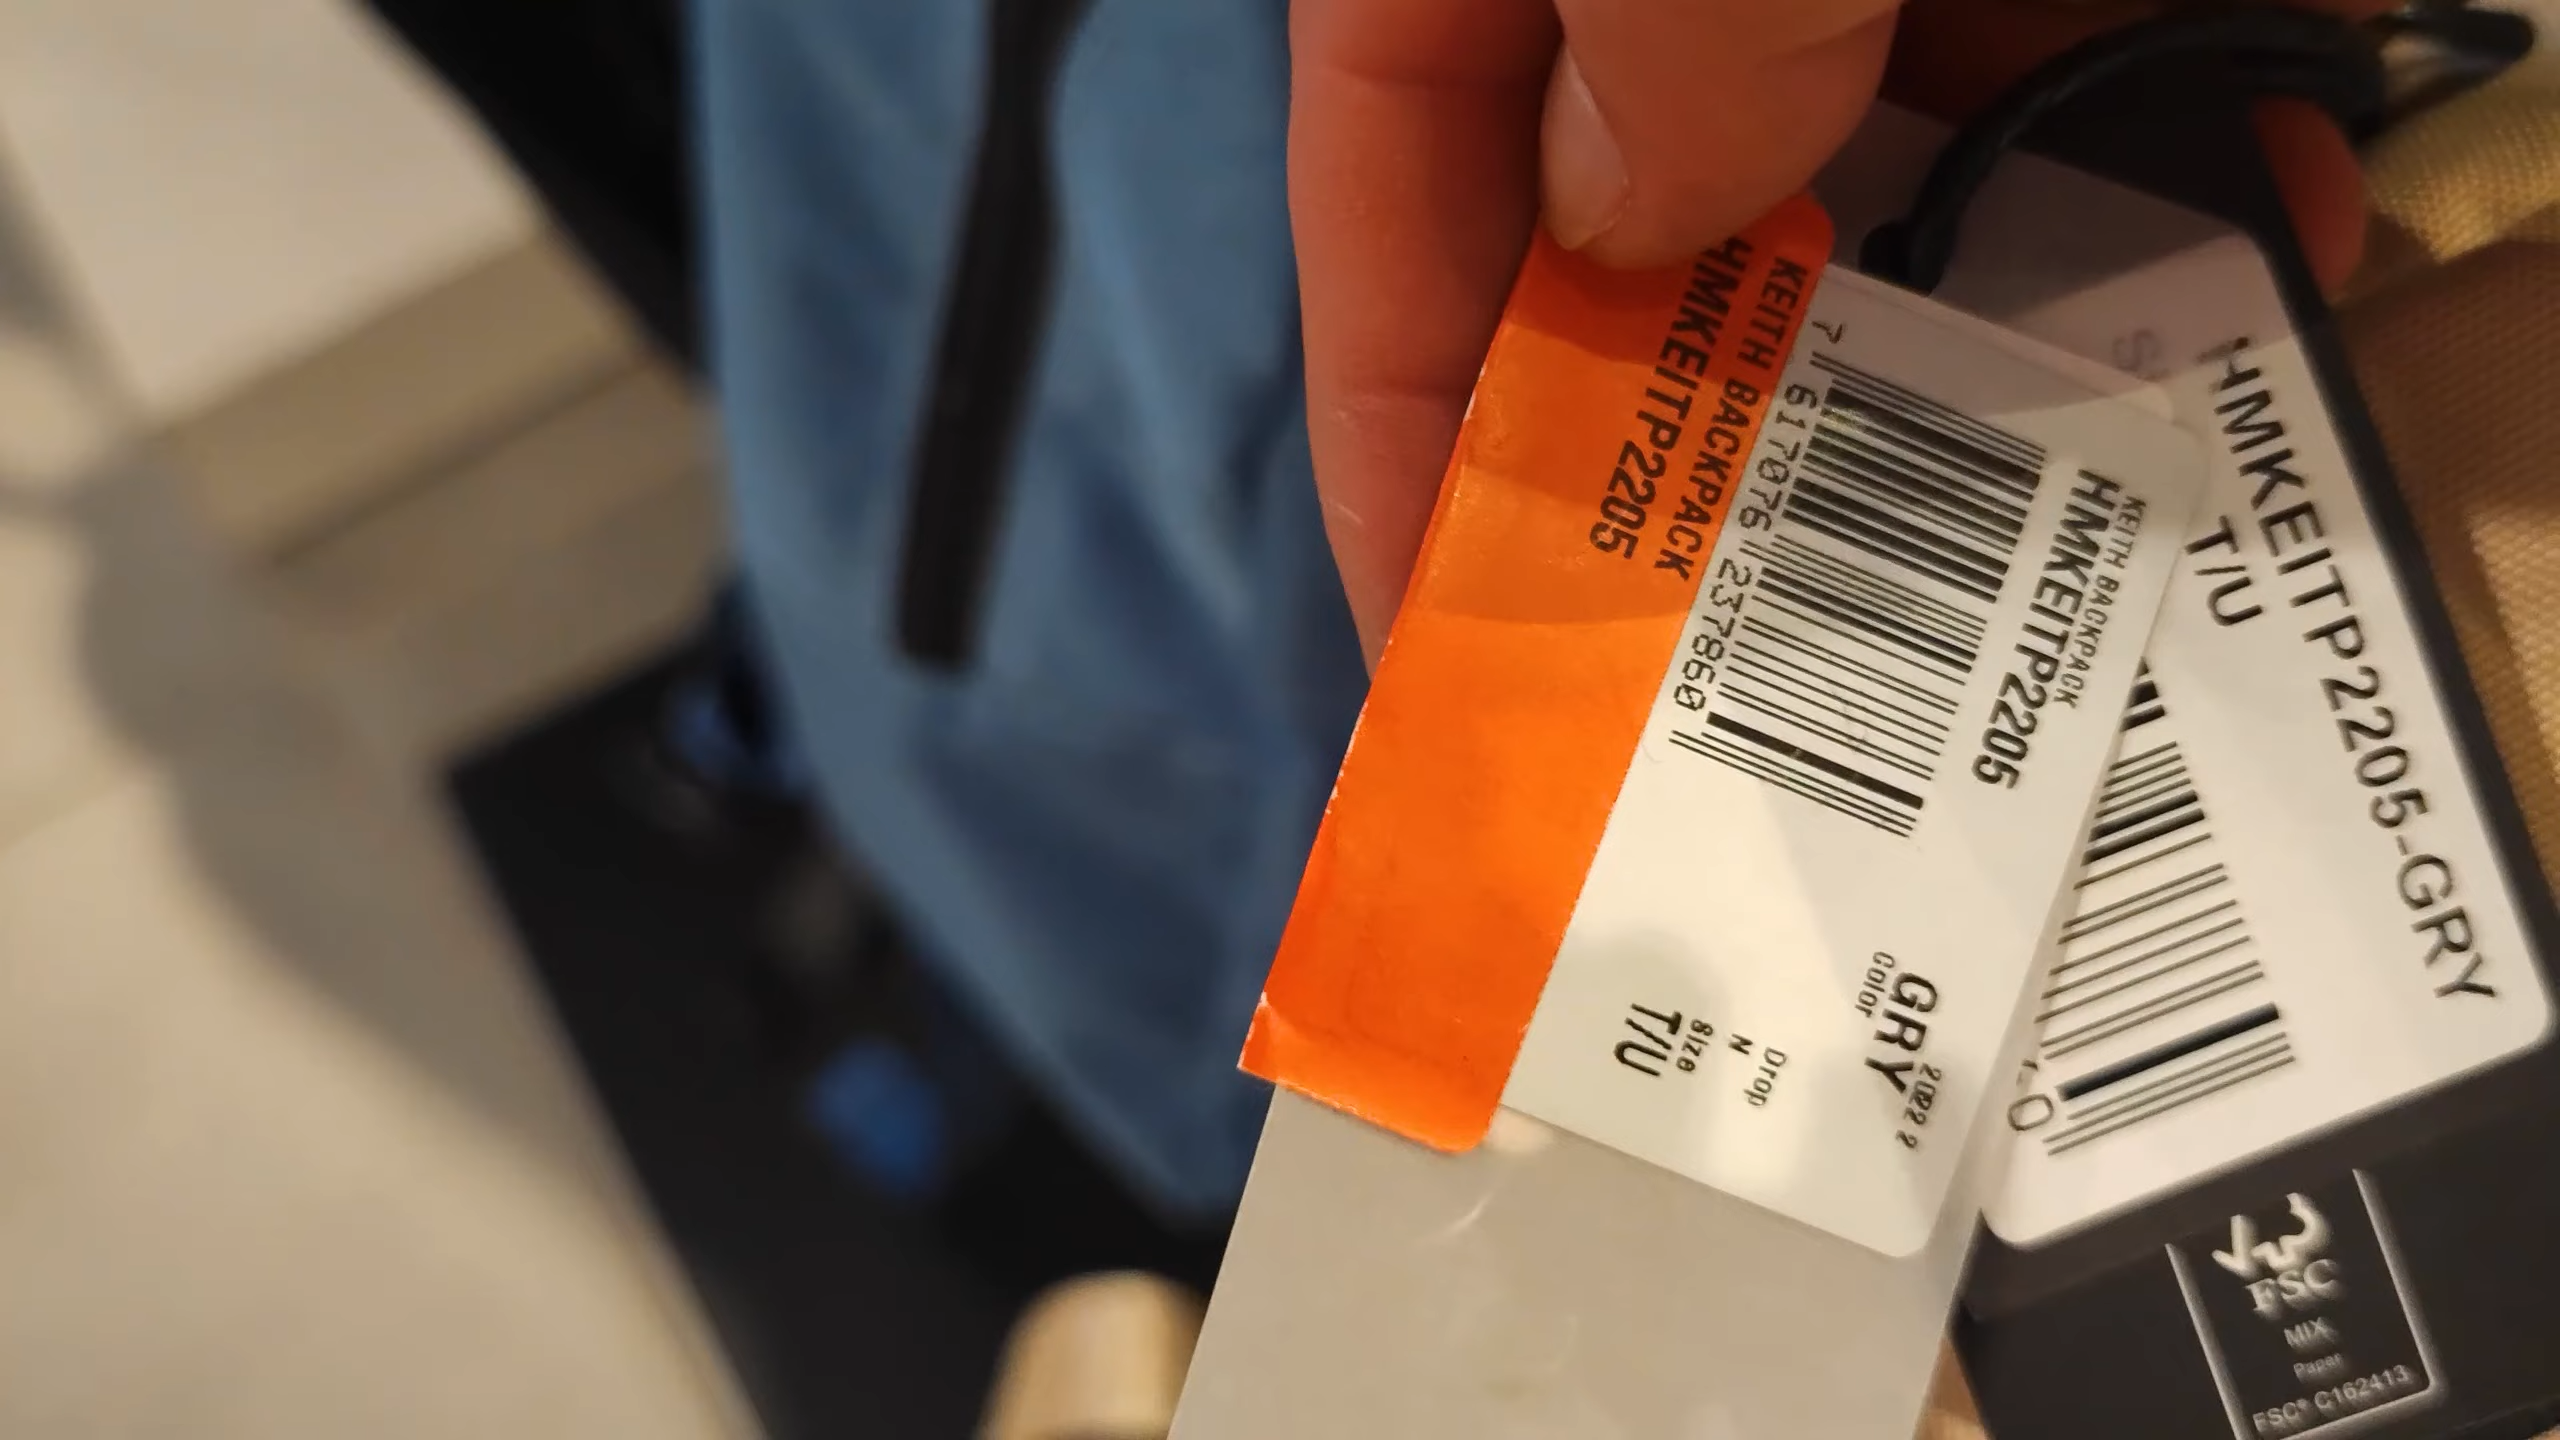 KEITH BACKPACK
HMKEITP2205
7 617076 237860
KEITH BACKPACK
HMKEITP2205
GRY
Color
Drop
N
Size
T/U
HMKEITP2205-GRY
T/U
0
FSC
MIX
Paper
FSC® C162413